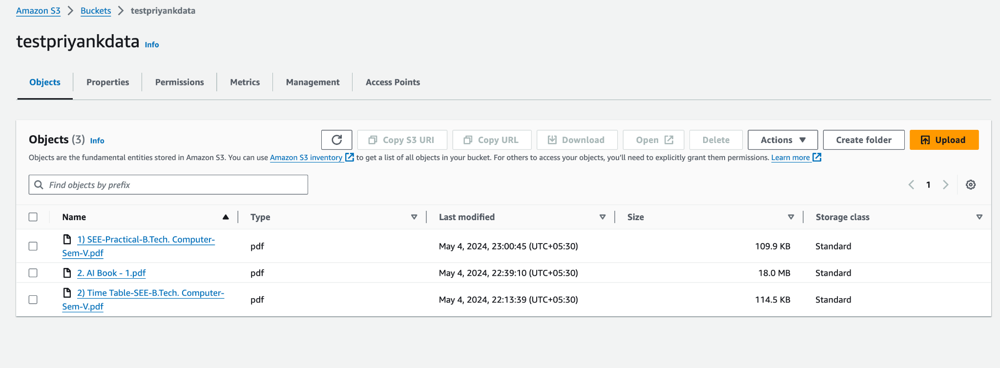 Amazon S3 > Buckets > testpriyankdata
testpriyankdata Info
Objects Properties Permissions Metrics Management Access Points
Objects (3) Info Copy S3 URI Copy URL Download Open Delete Actions Create folder Upload
Objects are the fundamental entities stored in Amazon S3. You can use Amazon S3 inventory to get a list of all objects in your bucket. For others to access your objects, you’ll need to explicitly grant them permissions. Learn more
Find objects by prefix 1
Name Type Last modified Size Storage class
1) SEE-Practical-B.Tech. Computer-
Sem-V.pdf pdf May 4, 2024, 23:00:45 (UTC+05:30) 109.9 KB Standard
2. AI Book - 1.pdf pdf May 4, 2024, 22:39:10 (UTC+05:30) 18.0 MB Standard
2) Time Table-SEE-B.Tech. Computer-
Sem-V.pdf pdf May 4, 2024, 22:13:39 (UTC+05:30) 114.5 KB Standard